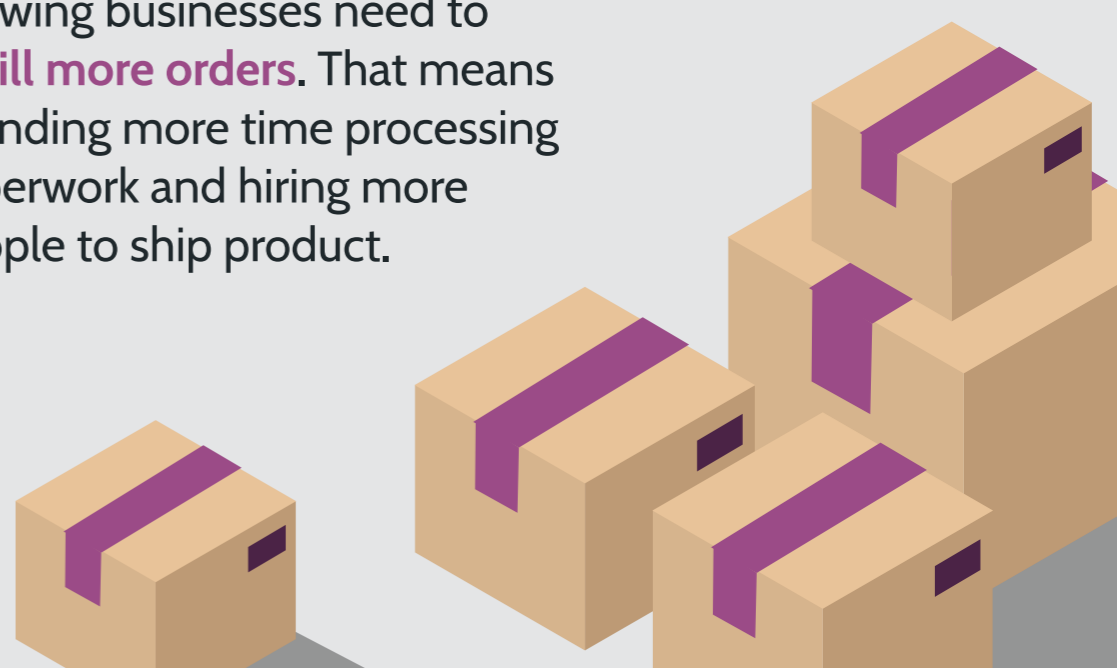 wing businesses need to
ill more orders. That means
nding more time processing
erwork and hiring more
ple to ship product.